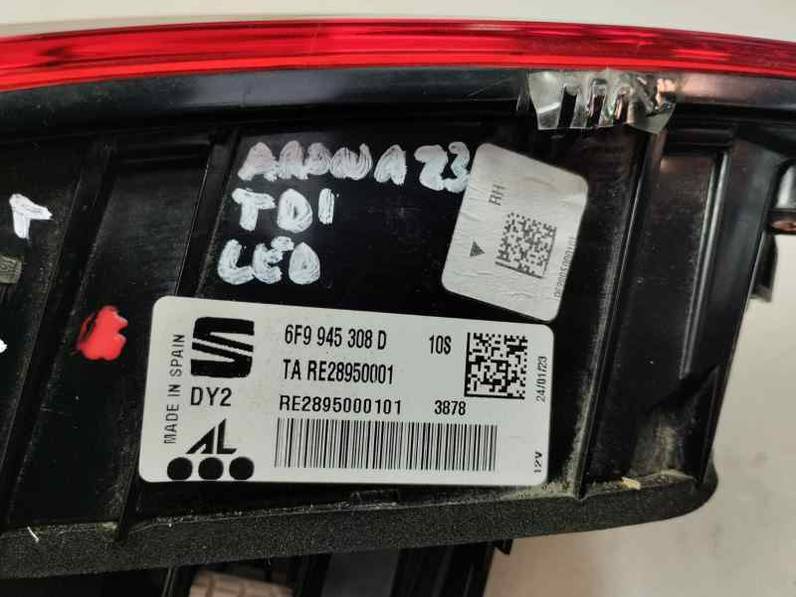 ARONA 23
TDI
LED
RH
MADE IN SPAIN
DY2
AL
6F9 945 308 D 10S
TA RE28950001
RE2895000101 3878
24/01/23
12V